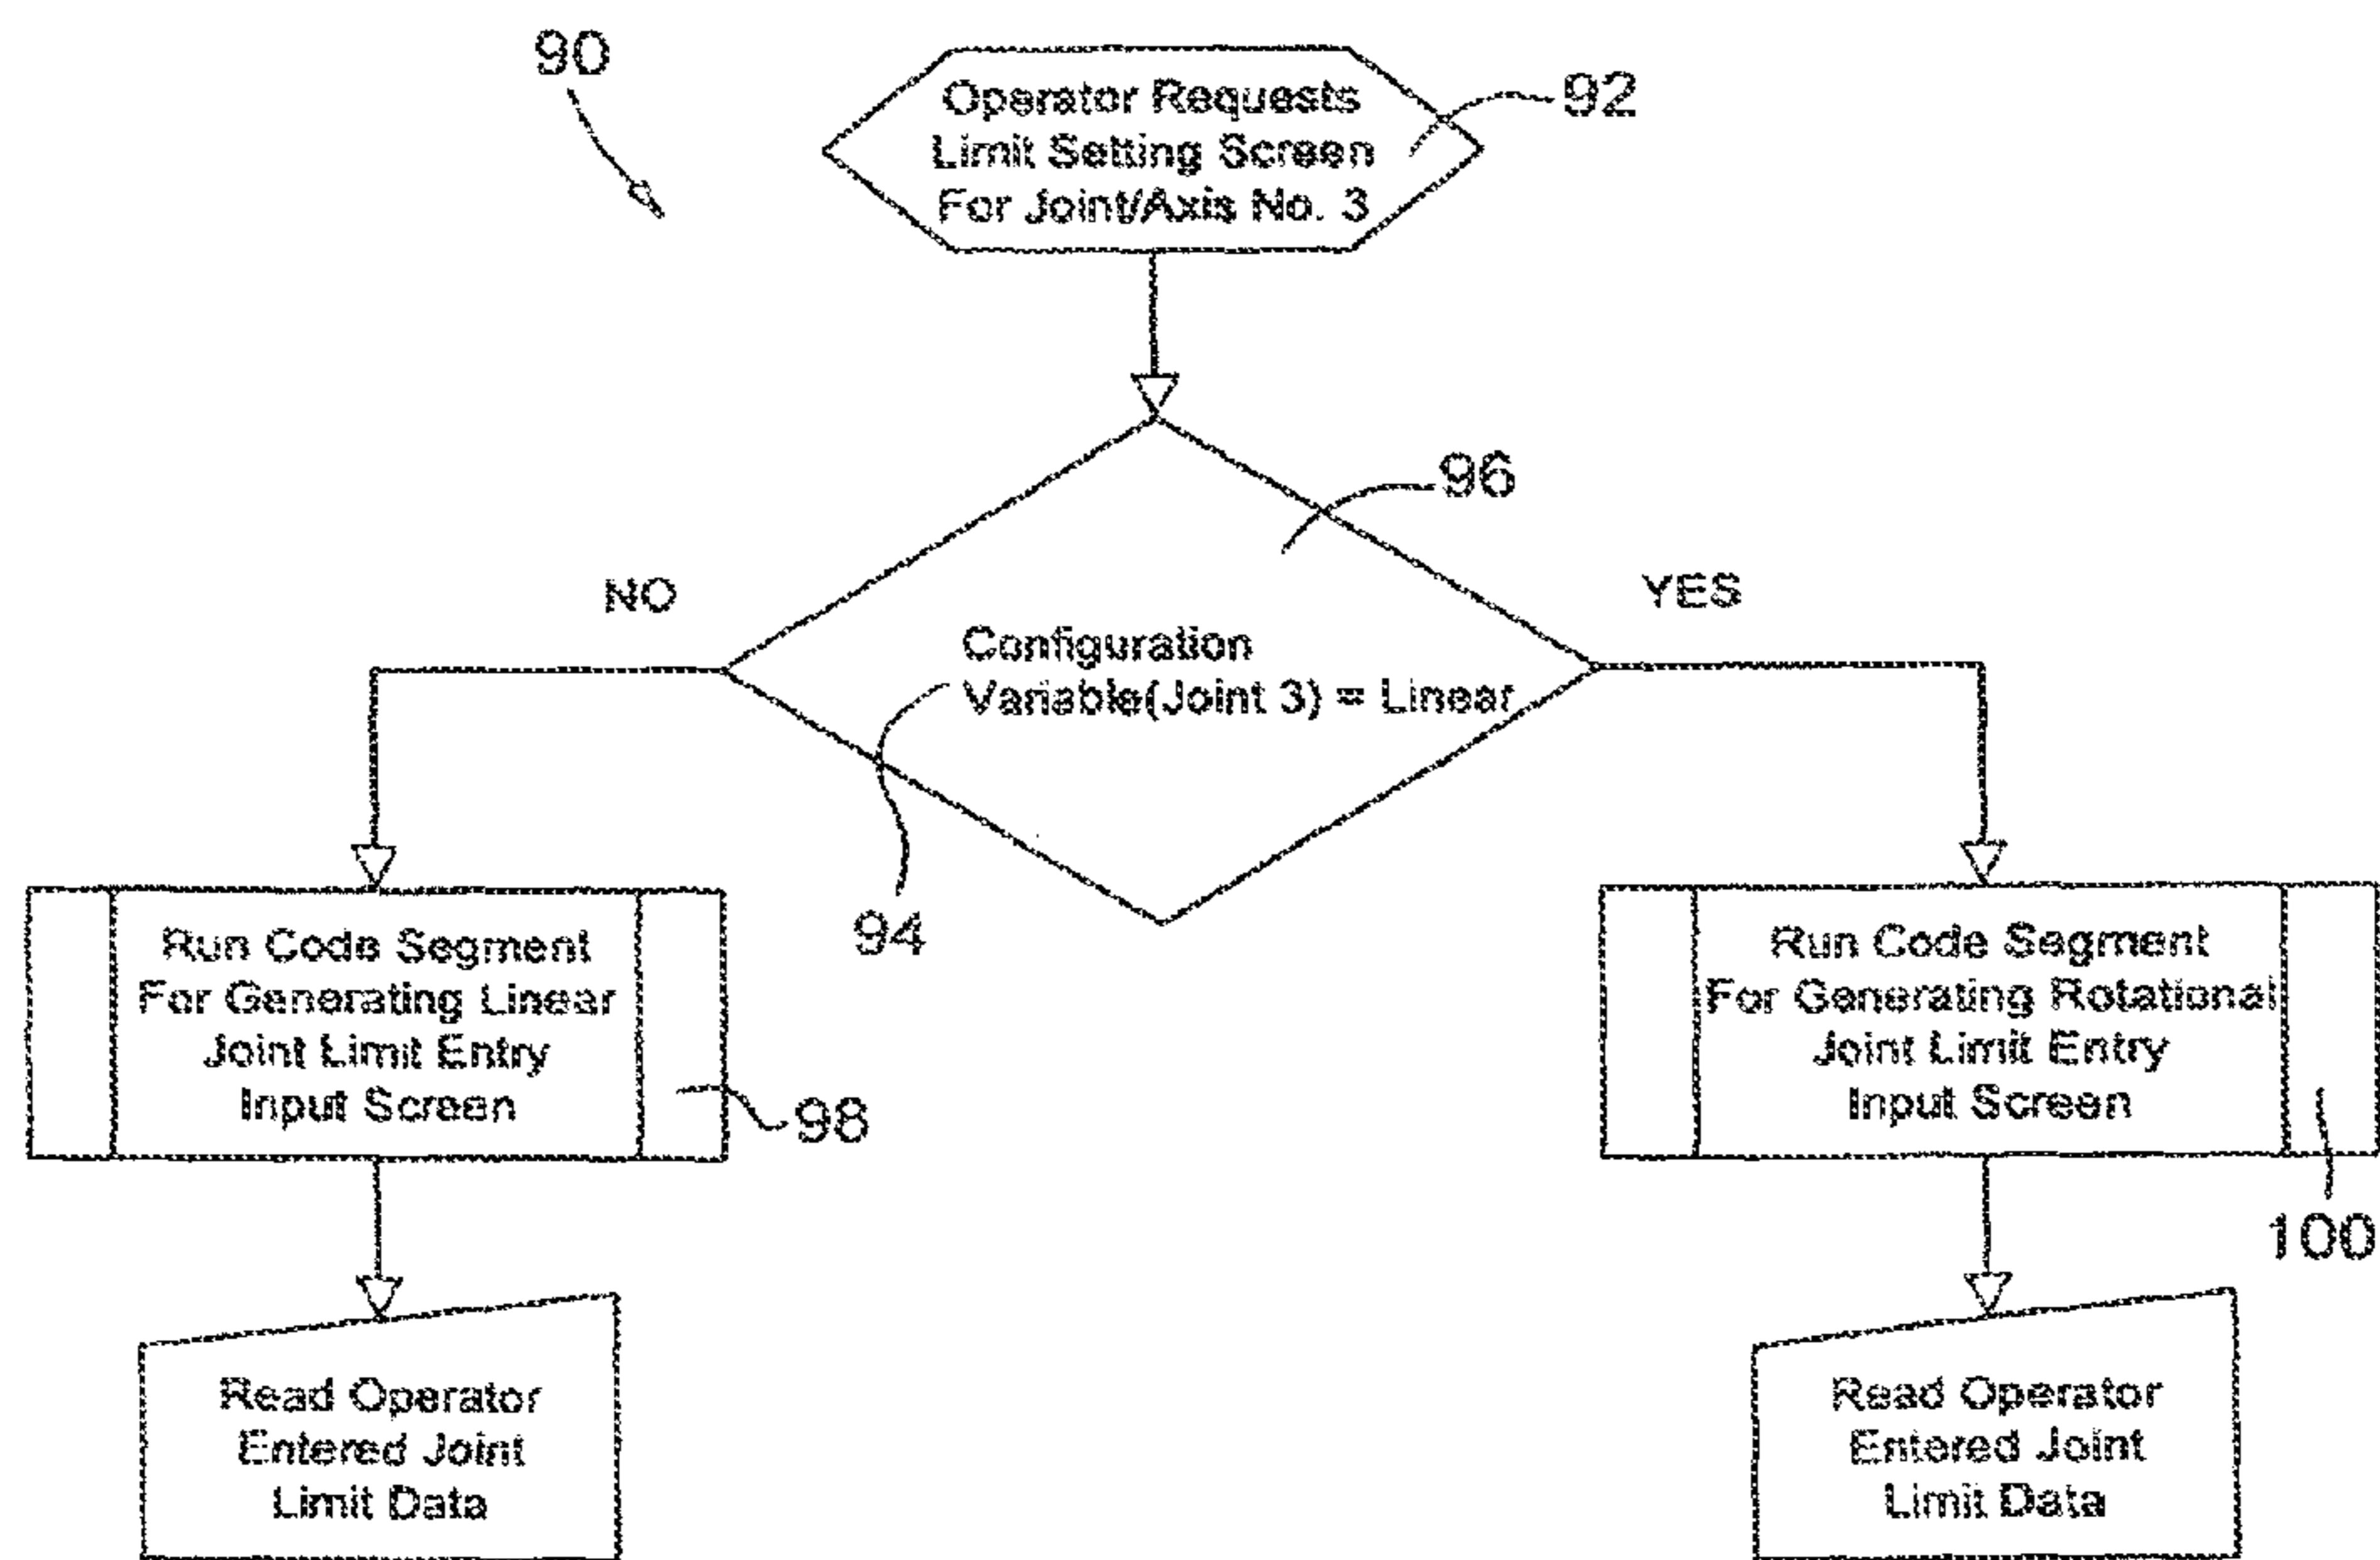 90
Operator Requests
Limit Setting Screen
For Joint/Axis No. 3
92
96
NO
YES
Configuration
Variable(Joint 3) = Linear
94
Run Code Segment
For Generating Linear
Joint Limit Entry
Input Screen
98
Run Code Segment
For Generating Rotational
Joint Limit Entry
Input Screen
100
Read Operator
Entered Joint
Limit Data
Read Operator
Entered Joint
Limit Data